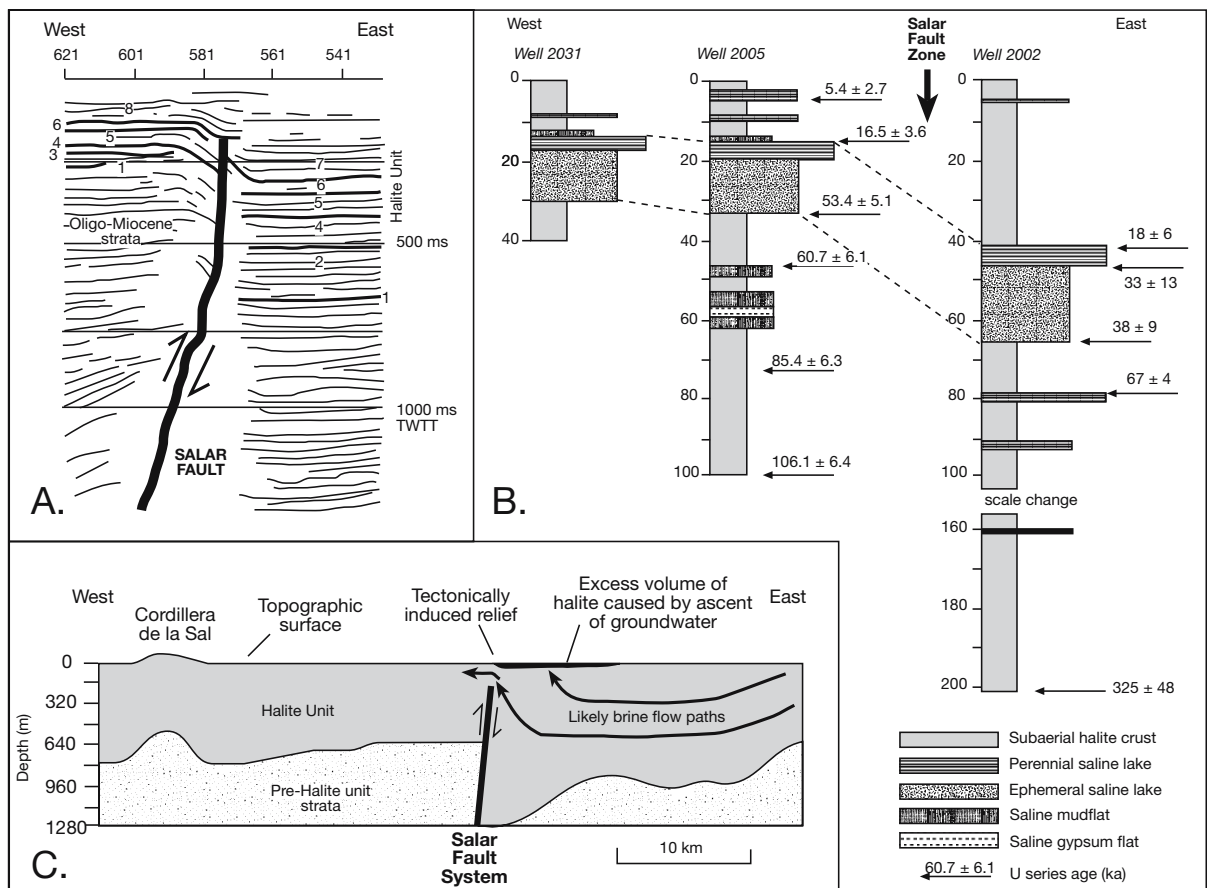 West
East
621
601
581
561
541
8
6
5
4
3
1
7
6
5
4
2
1
Halite Unit
Oligo-Miocene
strata
500 ms
1000 ms
TWTT
SALAR
FAULT
A.
West
East
Salar
Fault
Zone
Well 2031
Well 2005
Well 2002
0
20
40
0
20
40
60
80
100
5.4 ± 2.7
16.5 ± 3.6
53.4 ± 5.1
60.7 ± 6.1
85.4 ± 6.3
106.1 ± 6.4
0
20
40
60
80
100
scale change
160
180
200
18 ± 6
33 ± 13
38 ± 9
67 ± 4
325 ± 48
B.
Subaerial halite crust
Perennial saline lake
Ephemeral saline lake
Saline mudflat
Saline gypsum flat
60.7 ± 6.1
U series age (ka)
West
East
Cordillera
de la Sal
Topographic
surface
Tectonically
induced relief
Excess volume of
halite caused by ascent
of groundwater
0
320
640
960
1280
Depth (m)
Halite Unit
Likely brine flow paths
Pre-Halite unit
strata
Salar
Fault
System
10 km
C.